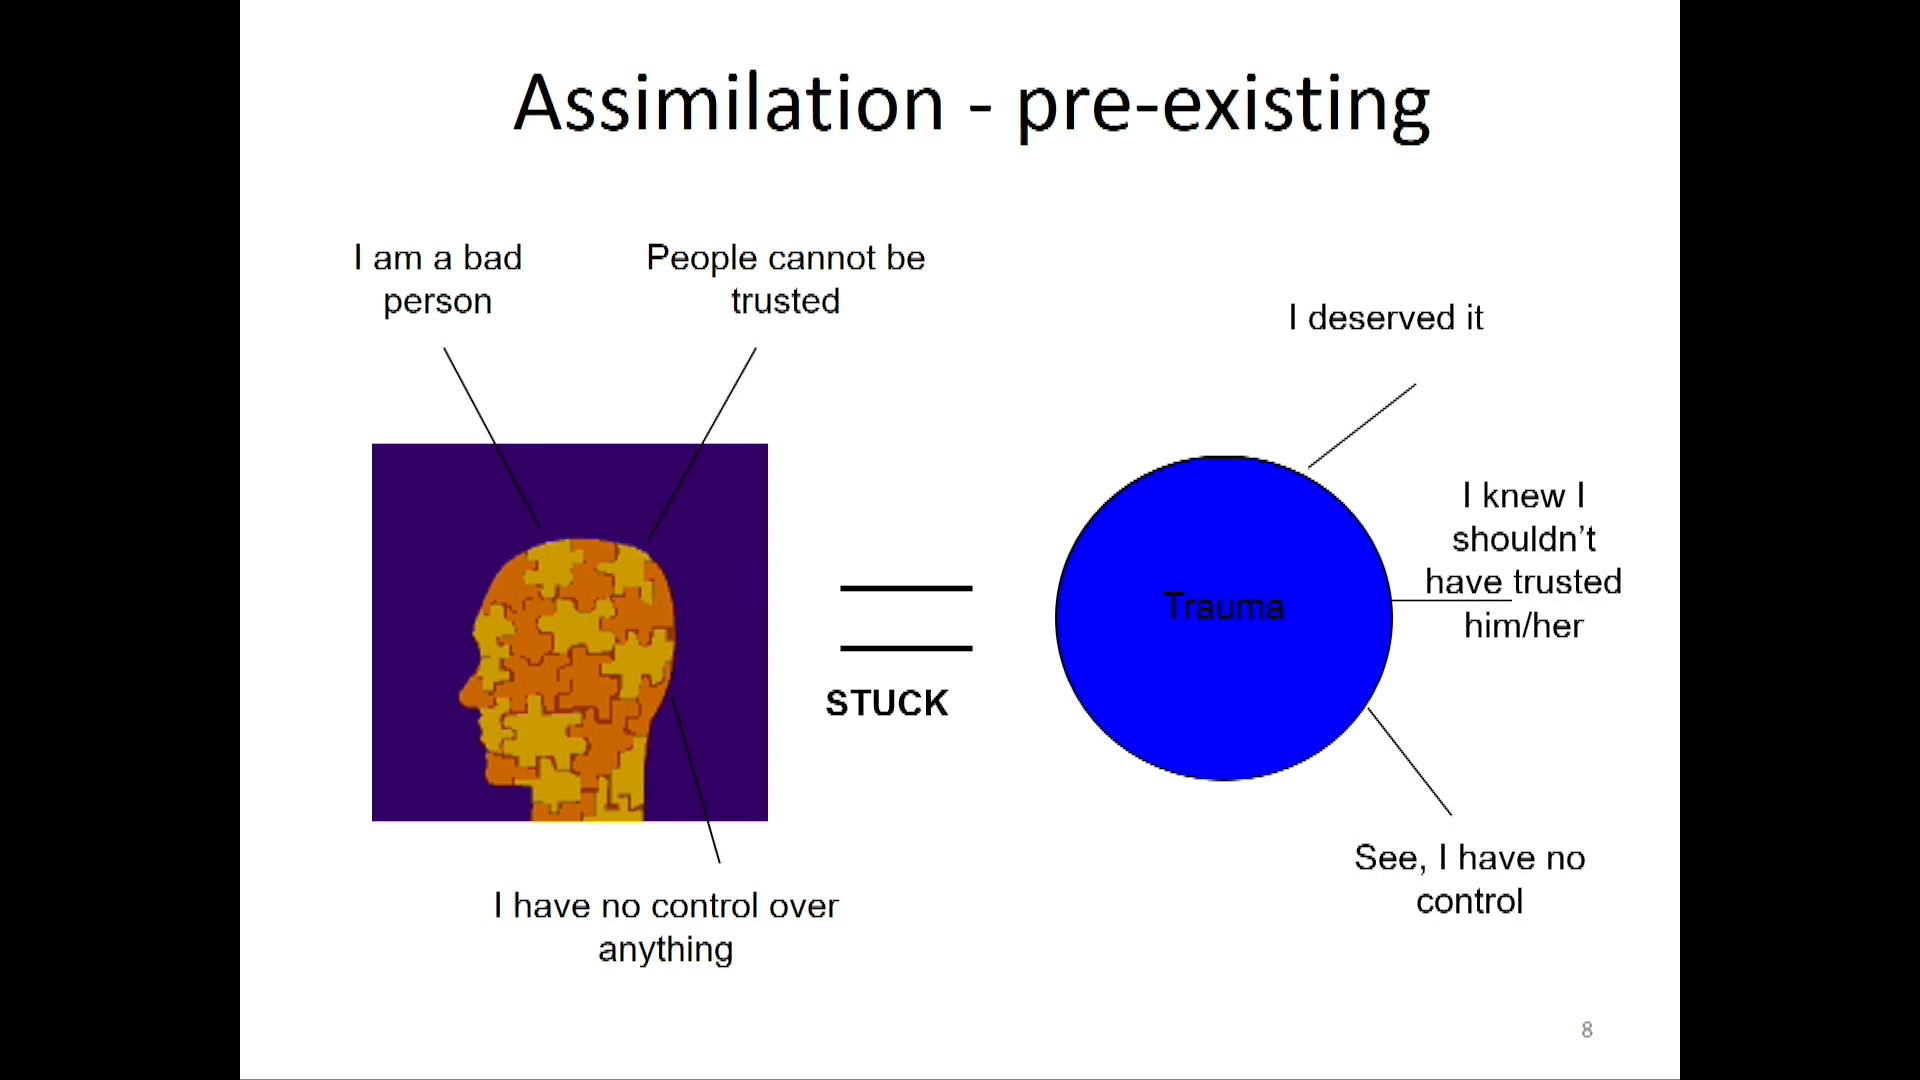 Assimilation - pre-existing
I am a bad
person
People cannot be
trusted
I deserved it
I knew I
shouldn’t
have trusted
him/her
Trauma
STUCK
See, I have no
control
I have no control over
anything
8